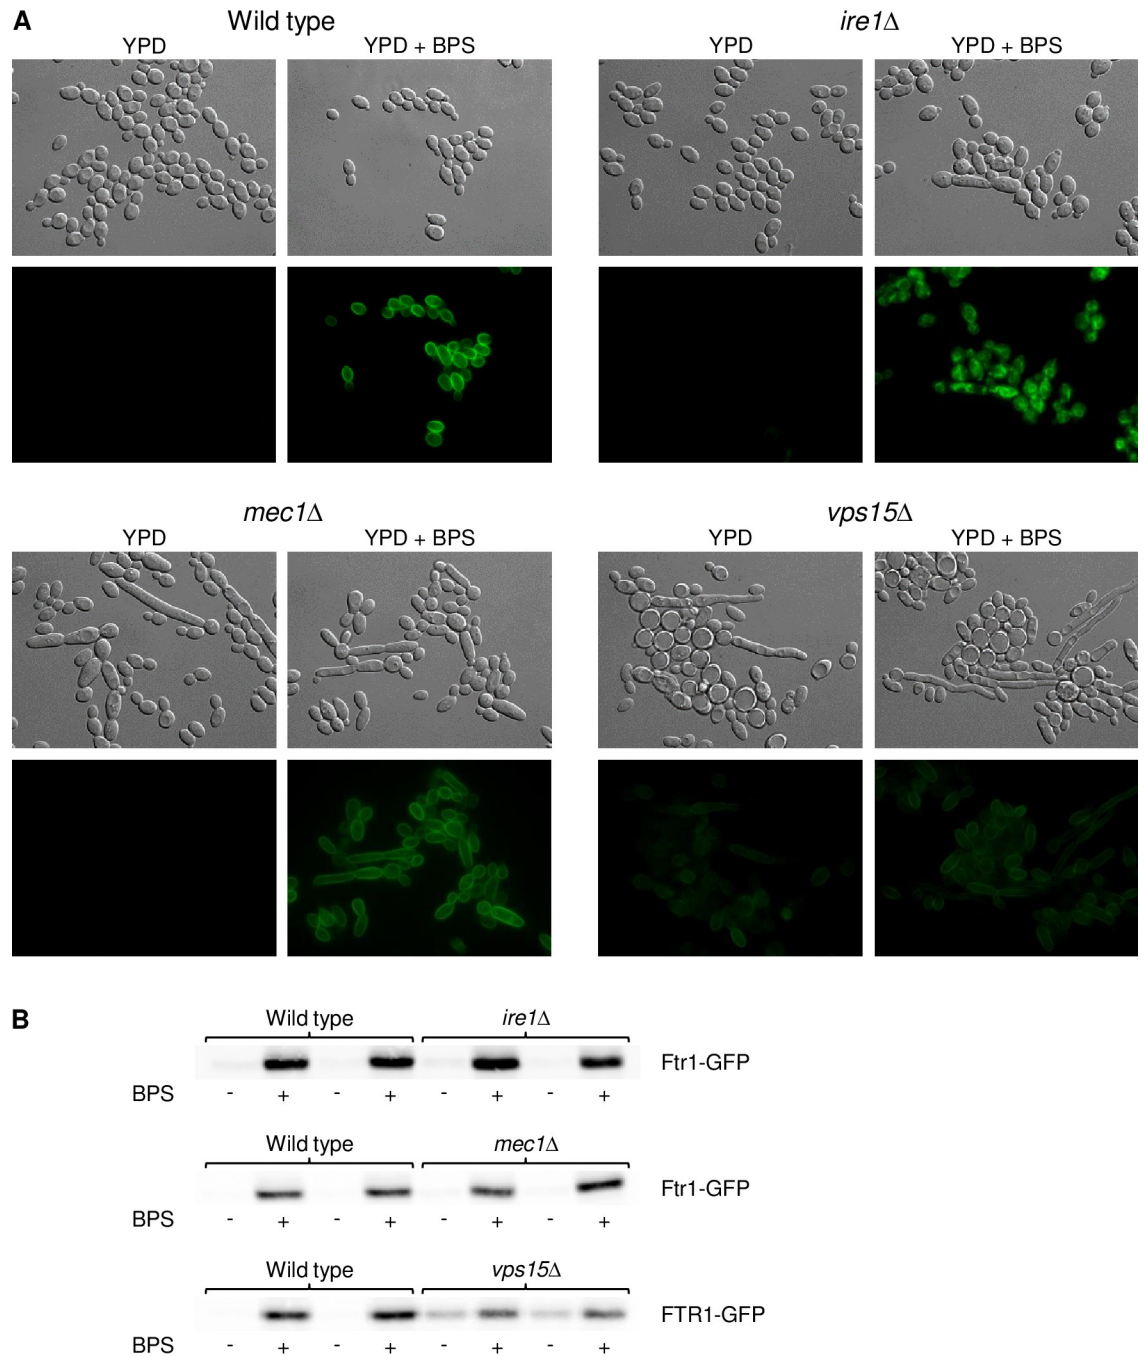 A
Wild type
ire1Δ
YPD
YPD + BPS
YPD
YPD + BPS
mec1Δ
vps15Δ
YPD
YPD + BPS
YPD
YPD + BPS
B
Wild type
ire1Δ
Ftr1-GFP
BPS - + - + - + - +
Wild type
mec1Δ
Ftr1-GFP
BPS - + - + - + - +
Wild type
vps15Δ
FTR1-GFP
BPS - + - + - + - +